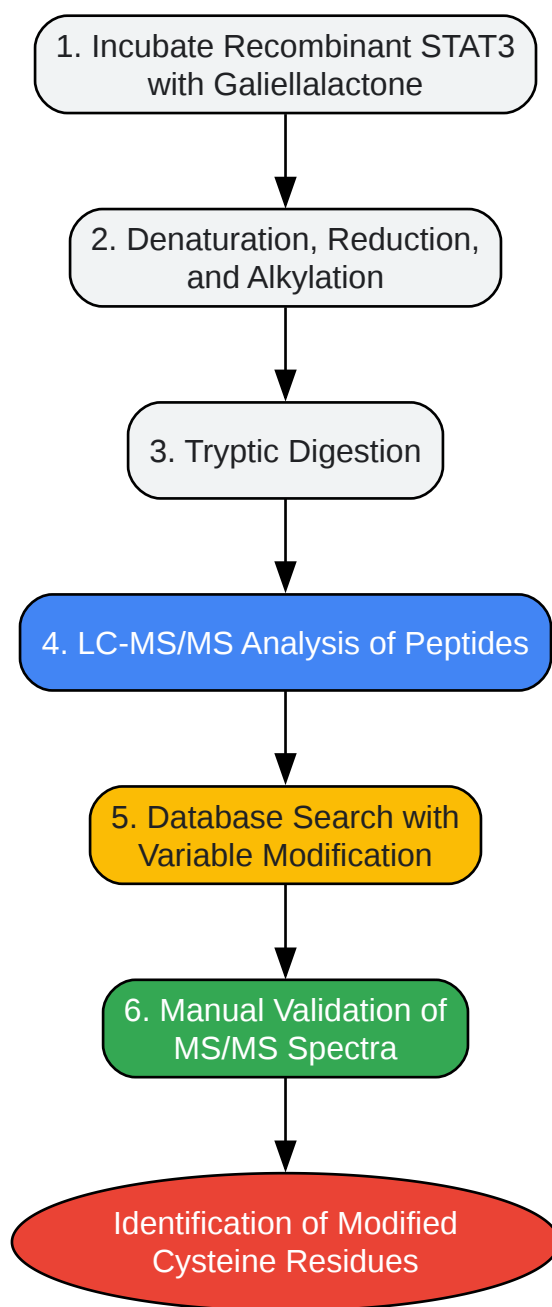 1. Incubate Recombinant STAT3
with Galiellalactone
2. Denaturation, Reduction,
and Alkylation
3. Tryptic Digestion
4. LC-MS/MS Analysis of Peptides
5. Database Search with
Variable Modification
6. Manual Validation of
MS/MS Spectra
Identification of Modified
Cysteine Residues